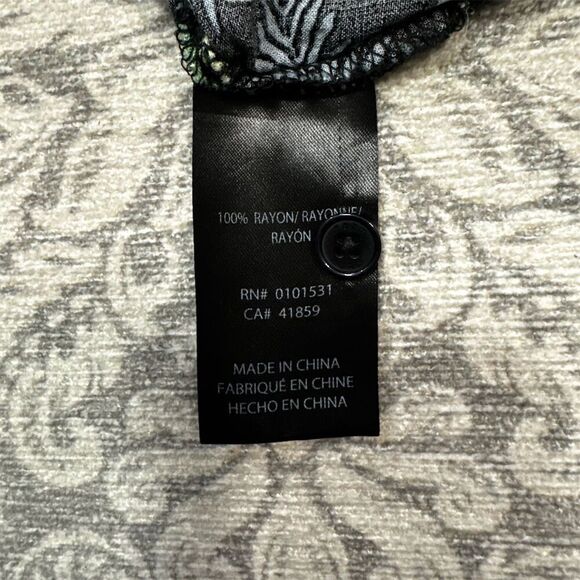 100% RAYON/ RAYONNE/
RAYÓN
RN# 0101531
CA# 41859
MADE IN CHINA
FABRIQUÉ EN CHINE
HECHO EN CHINA